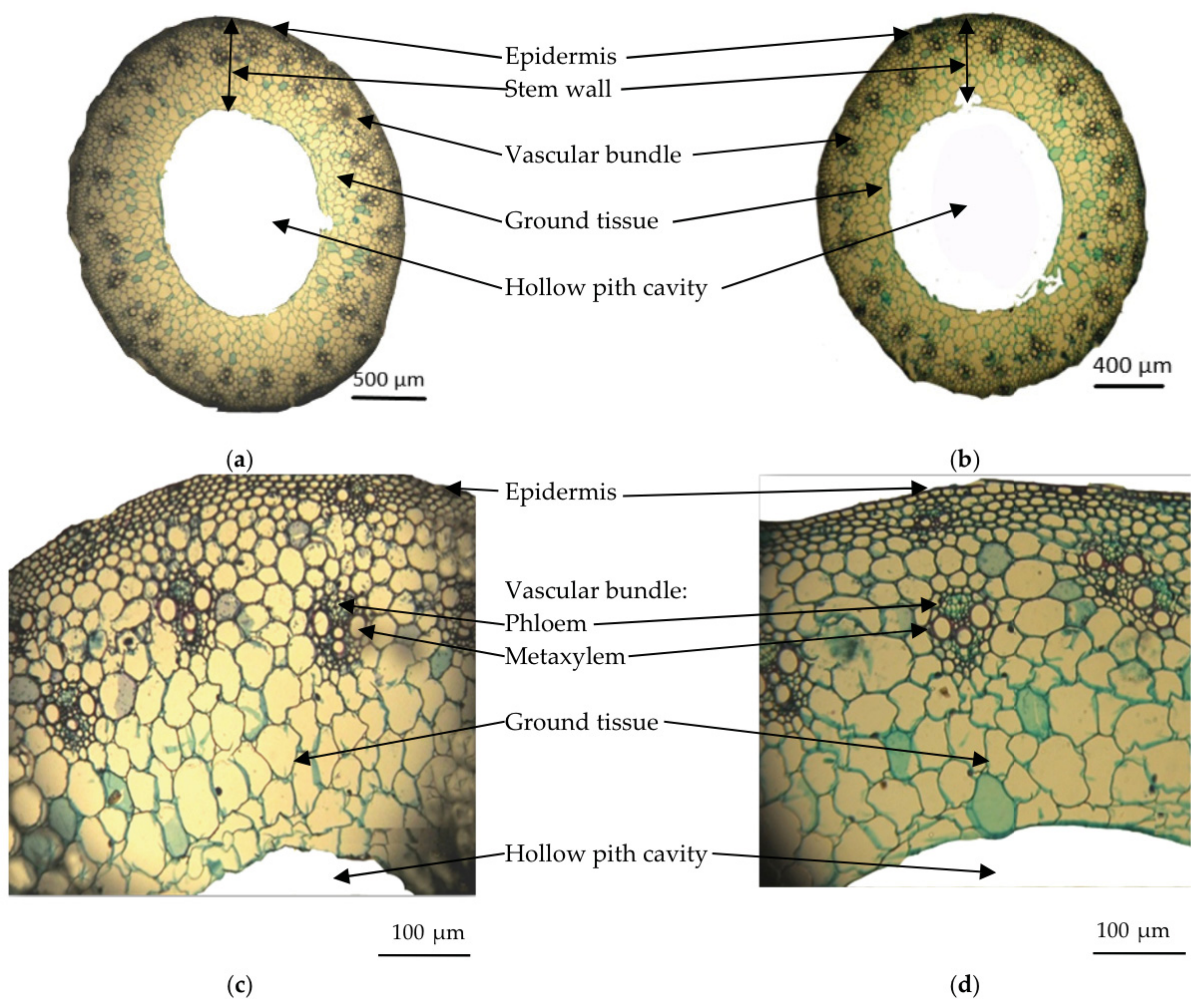 Epidermis
Stem wall
Vascular bundle
Ground tissue
Hollow pith cavity
500 µm
400 µm
(a)
(b)
Epidermis
Vascular bundle:
Phloem
Metaxylem
Ground tissue
Hollow pith cavity
100 µm
100 µm
(c)
(d)